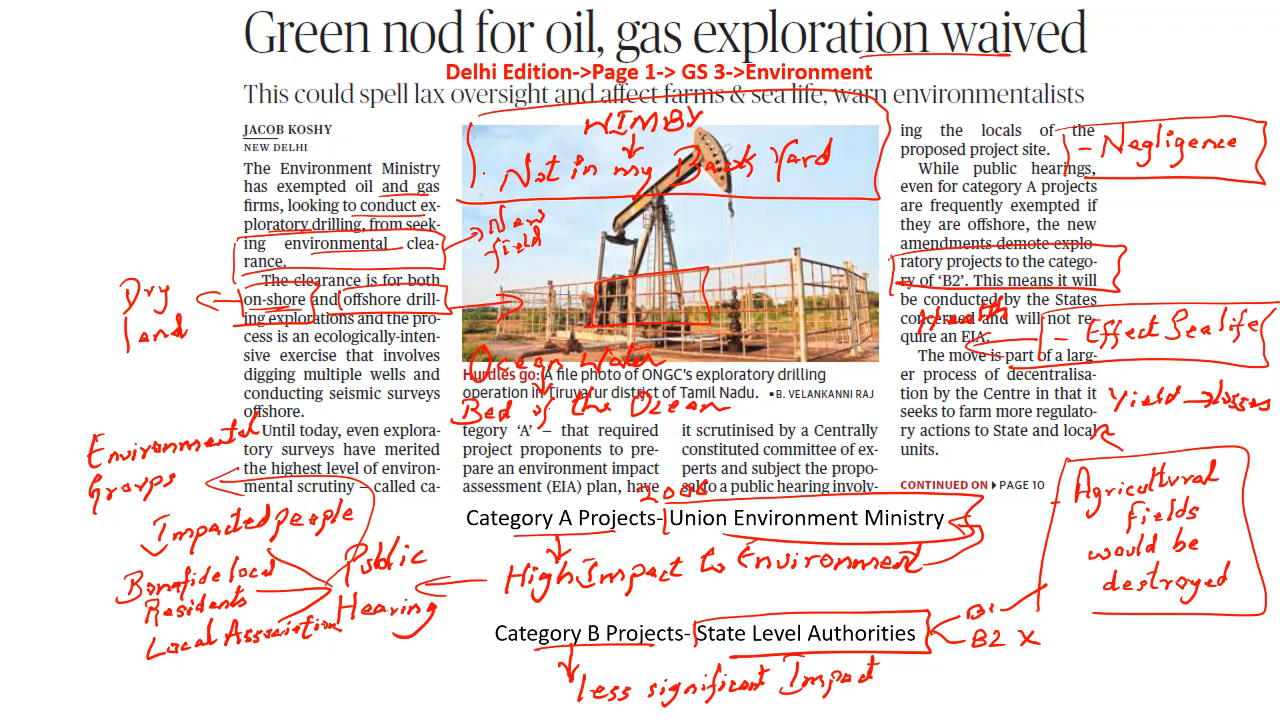 Green nod for oil, gas exploration waived
Delhi Edition->Page 1-> GS 3->Environment
This could spell lax oversight and affect farms & sea life, warn environmentalists
JACOB KOSHY
NEW DELHI
The Environment Ministry
has exempted oil and gas
firms, looking to conduct ex-
ploratory drilling, from seek-
ing environmental clea-
rance.
The clearance is for both
on-shore and offshore drill-
ing explorations and the pro-
cess is an ecologically-inten-
sive exercise that involves
digging multiple wells and
conducting seismic surveys
offshore.
Until today, even explora-
tory surveys have merited
the highest level of environ-
mental scrutiny – called ca-
NIMBY
Not in my Back Yard
New
field
Dry
land
Ocean Water
Bed of the Ocean
Hurdles go: A file photo of ONGC's exploratory drilling
operation in Tiruvarur district of Tamil Nadu. ▪ B. VELANKANNI RAJ
tegory 'A' – that required
project proponents to pre-
pare an environment impact
assessment (EIA) plan, have
it scrutinised by a Centrally
constituted committee of ex-
perts and subject the propo-
sal to a public hearing involv-
ing the locals of the
proposed project site.
While public hearings,
even for category A projects
are frequently exempted if
they are offshore, the new
amendments demote explo-
ratory projects to the catego-
ry of 'B2'. This means it will
be conducted by the States
concerned and will not re-
quire an EIA.
The move is part of a larg-
er process of decentralisa-
tion by the Centre in that it
seeks to farm more regulato-
ry actions to State and local
units.
CONTINUED ON ▸ PAGE 10
- Negligence
Health
- Effect Sea life
Yield -> losses
- Agricultural
fields
would be
destroyed
2006
Category A Projects- Union Environment Ministry
High Impact to Environment
Public
Hearing
Environmental
Groups
Impacted people
Bonafide local
Residents
Local Association
Category B Projects- State Level Authorities
B1
B2 X
less significant Impact